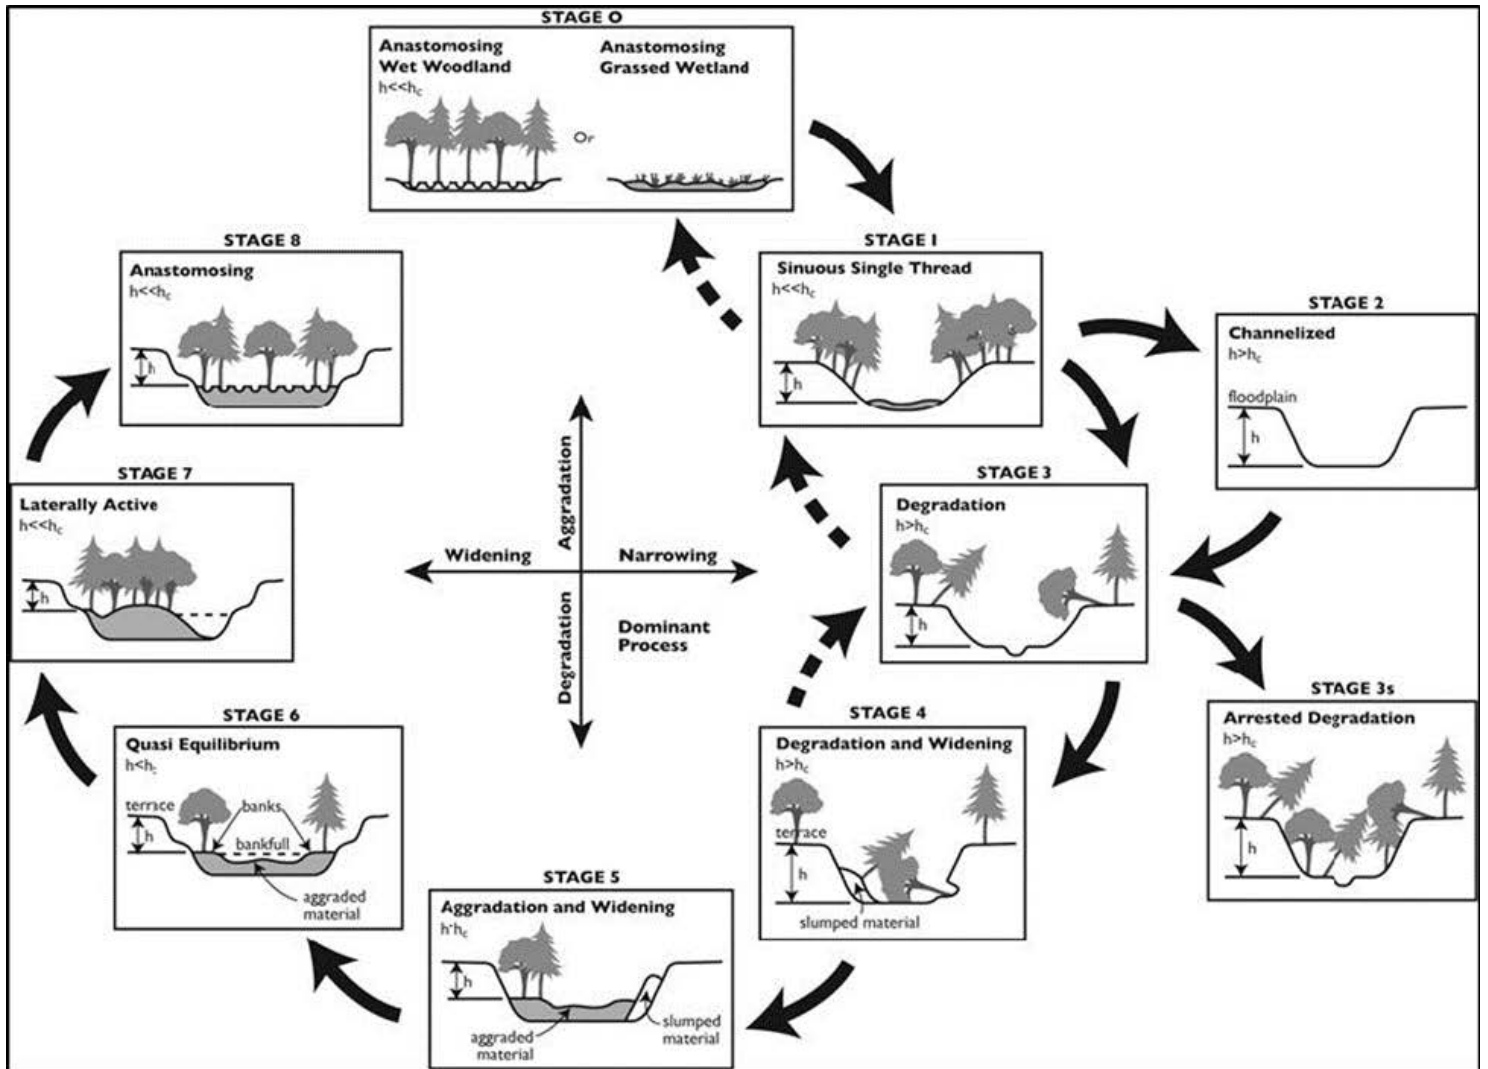 STAGE O
Anastomosing
Wet Woodland
h<<hc
Or
Anastomosing
Grassed Wetland
STAGE 1
Sinuous Single Thread
h<<hc
h
STAGE 2
Channelized
h>hc
floodplain
h
STAGE 3
Degradation
h>hc
h
STAGE 3s
Arrested Degradation
h>hc
h
STAGE 4
Degradation and Widening
h>hc
terrace
h
slumped material
STAGE 5
Aggradation and Widening
h
aggraded
material
slumped
material
STAGE 6
Quasi Equilibrium
h<hc
terrace
banks
h
bankfull
aggraded
material
STAGE 7
Laterally Active
h<<hc
h
STAGE 8
Anastomosing
h<<hc
h
Aggradation
Widening
Narrowing
Degradation
Dominant
Process